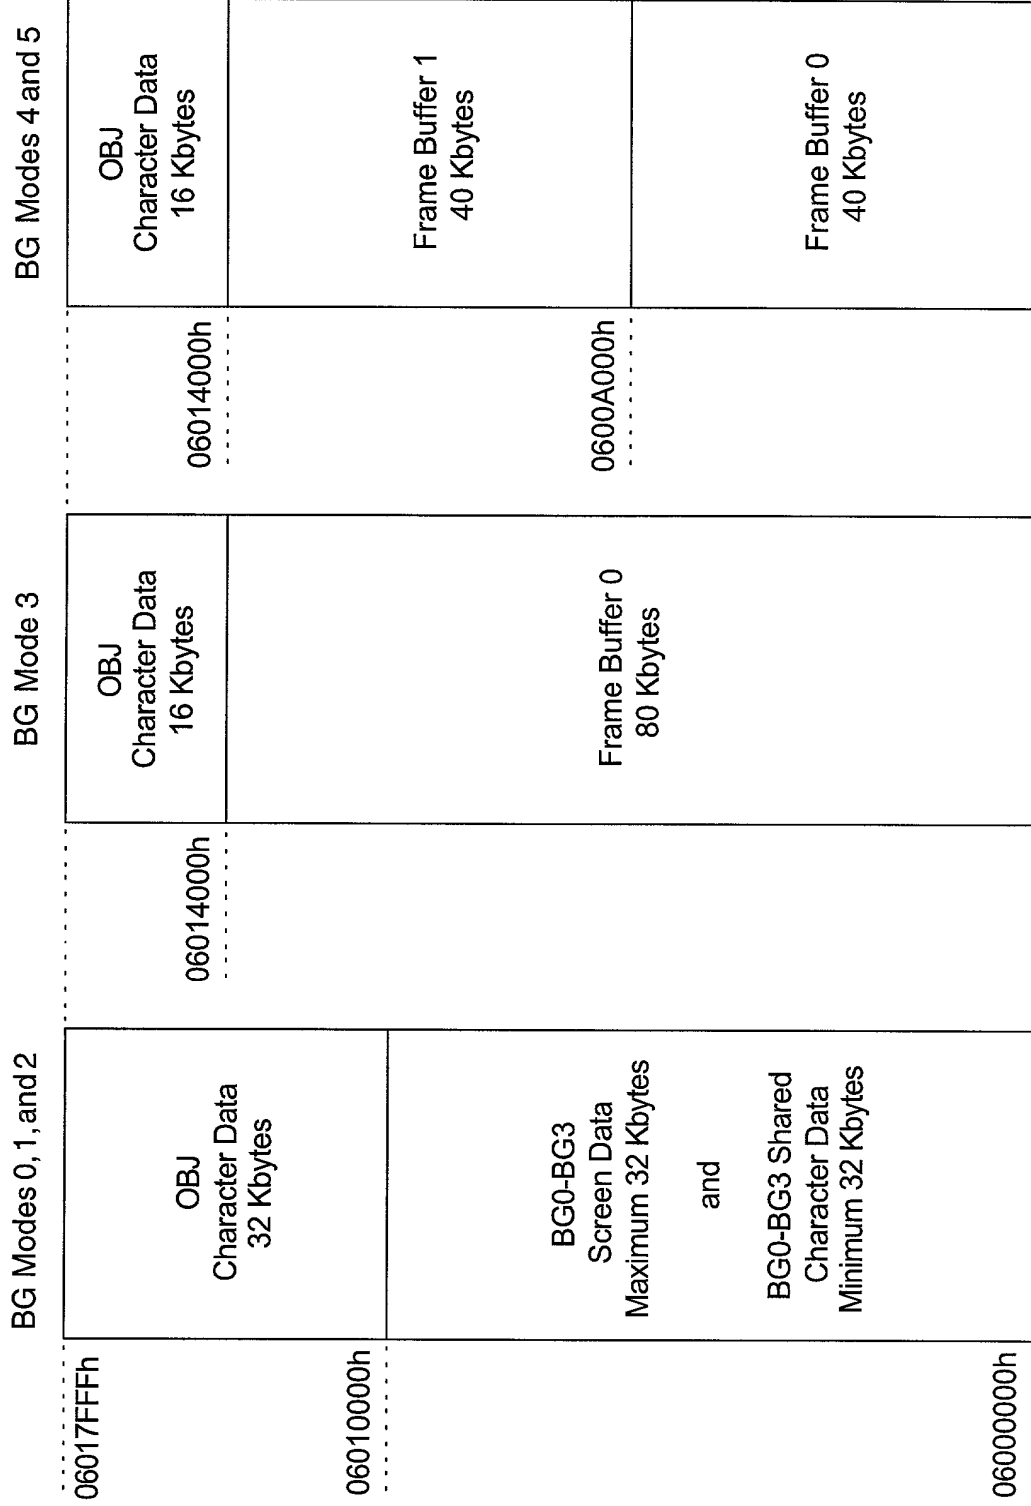 BG Modes 0, 1, and 2
06017FFFh
OBJ
Character Data
32 Kbytes
06010000h
BG0-BG3
Screen Data
Maximum 32 Kbytes
and
BG0-BG3 Shared
Character Data
Minimum 32 Kbytes
06000000h
BG Mode 3
OBJ
Character Data
16 Kbytes
06014000h
Frame Buffer 0
80 Kbytes
BG Modes 4 and 5
OBJ
Character Data
16 Kbytes
06014000h
Frame Buffer 1
40 Kbytes
0600A000h
Frame Buffer 0
40 Kbytes